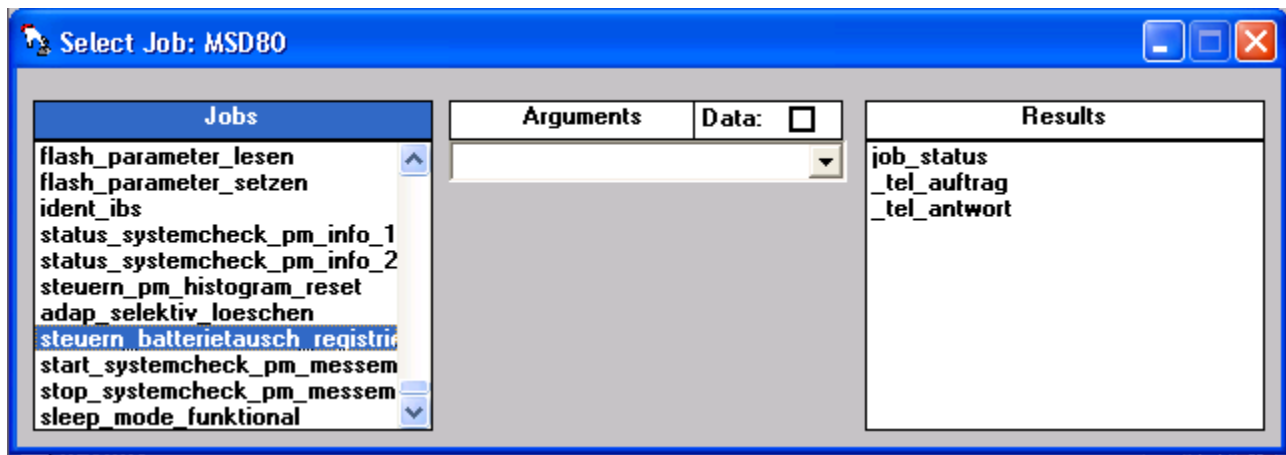 Select Job: MSD80
Jobs
flash_parameter_lesen
flash_parameter_setzen
ident_ibs
status_systemcheck_pm_info_1
status_systemcheck_pm_info_2
steuern_pm_histogram_reset
adap_selektiv_loeschen
steuern_batterietausch_registrie
start_systemcheck_pm_messem
stop_systemcheck_pm_messem
sleep_mode_funktional
Arguments Data:
Results
job_status
_tel_auftrag
_tel_antwort